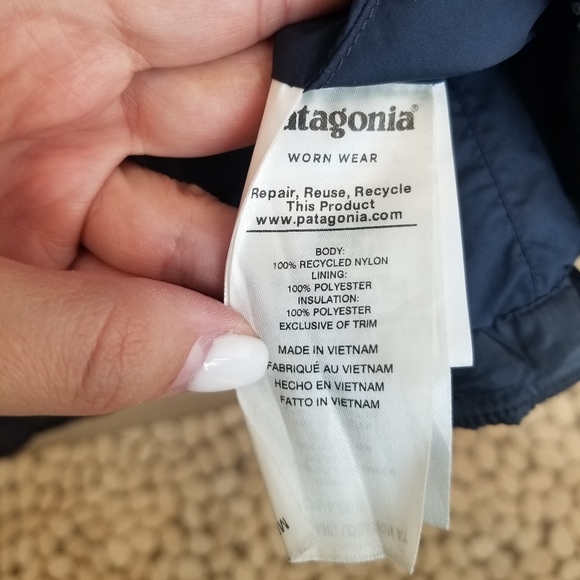 patagonia®
WORN WEAR
Repair, Reuse, Recycle
This Product
www.patagonia.com
BODY:
100% RECYCLED NYLON
LINING:
100% POLYESTER
INSULATION:
100% POLYESTER
EXCLUSIVE OF TRIM
MADE IN VIETNAM
FABRIQUÉ AU VIETNAM
HECHO EN VIETNAM
FATTO IN VIETNAM